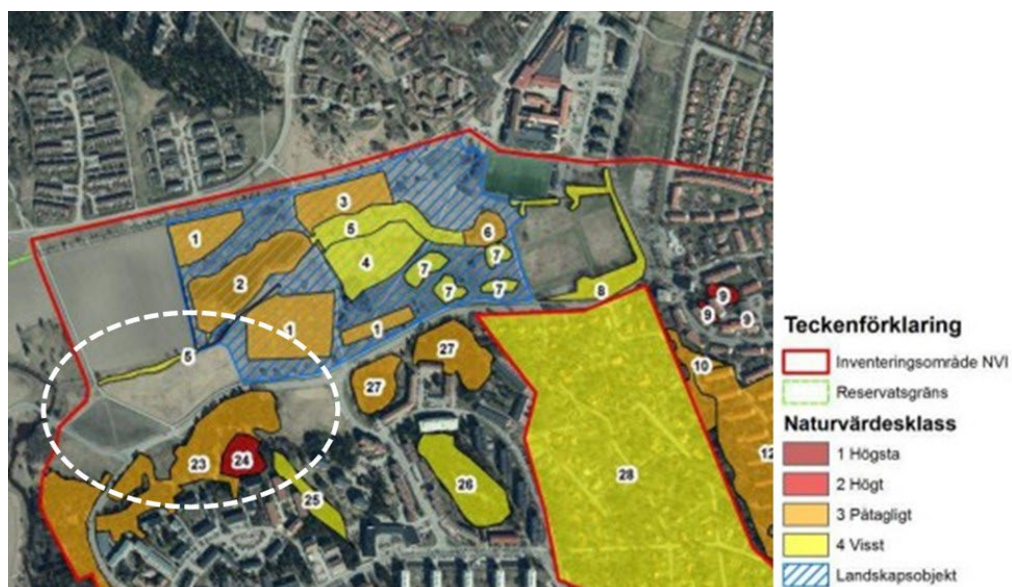 3
1
5
6
2
4
7
7
7
7
1
1
5
8
9
9
9
27
27
10
23
24
25
26
28
12
Teckenförklaring
Inventeringsområde NVI
Reservatsgräns
Naturvärdesklass
1 Högsta
2 Högt
3 Påtagligt
4 Visst
Landskapsobjekt